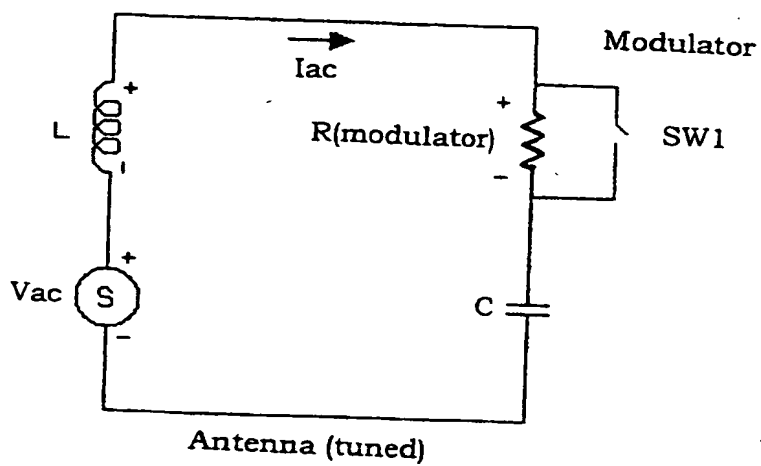 Modulator
Iac
+
+
L
R(modulator)
SW1
-
-
+
Vac
S
C
-
Antenna (tuned)